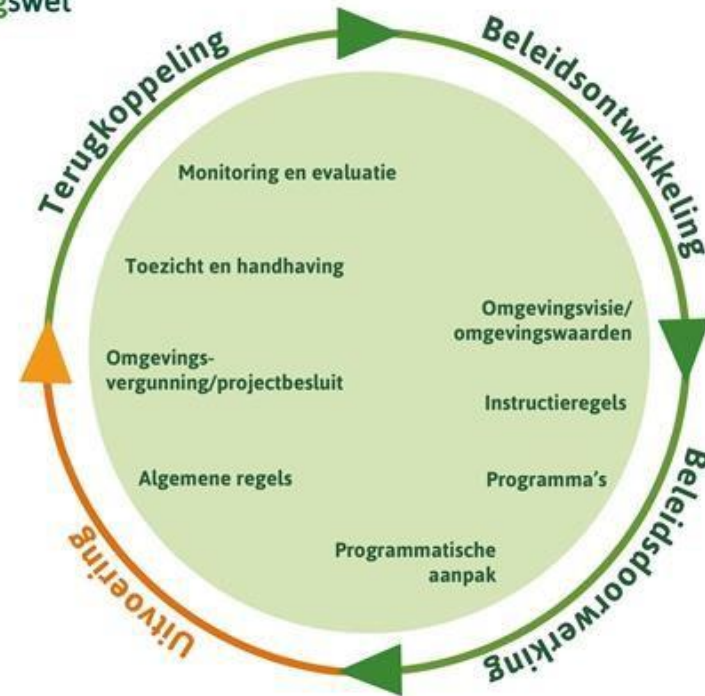 gswet
Terugkoppeling
Beleidsontwikkeling
Monitoring en evaluatie
Toezicht en handhaving
Omgevingsvisie/
omgevingswaarden
Omgevings-
vergunning/projectbesluit
Instructieregels
Algemene regels
Programma's
Programmatische
aanpak
Beleidsdoorwerking
Uitvoering